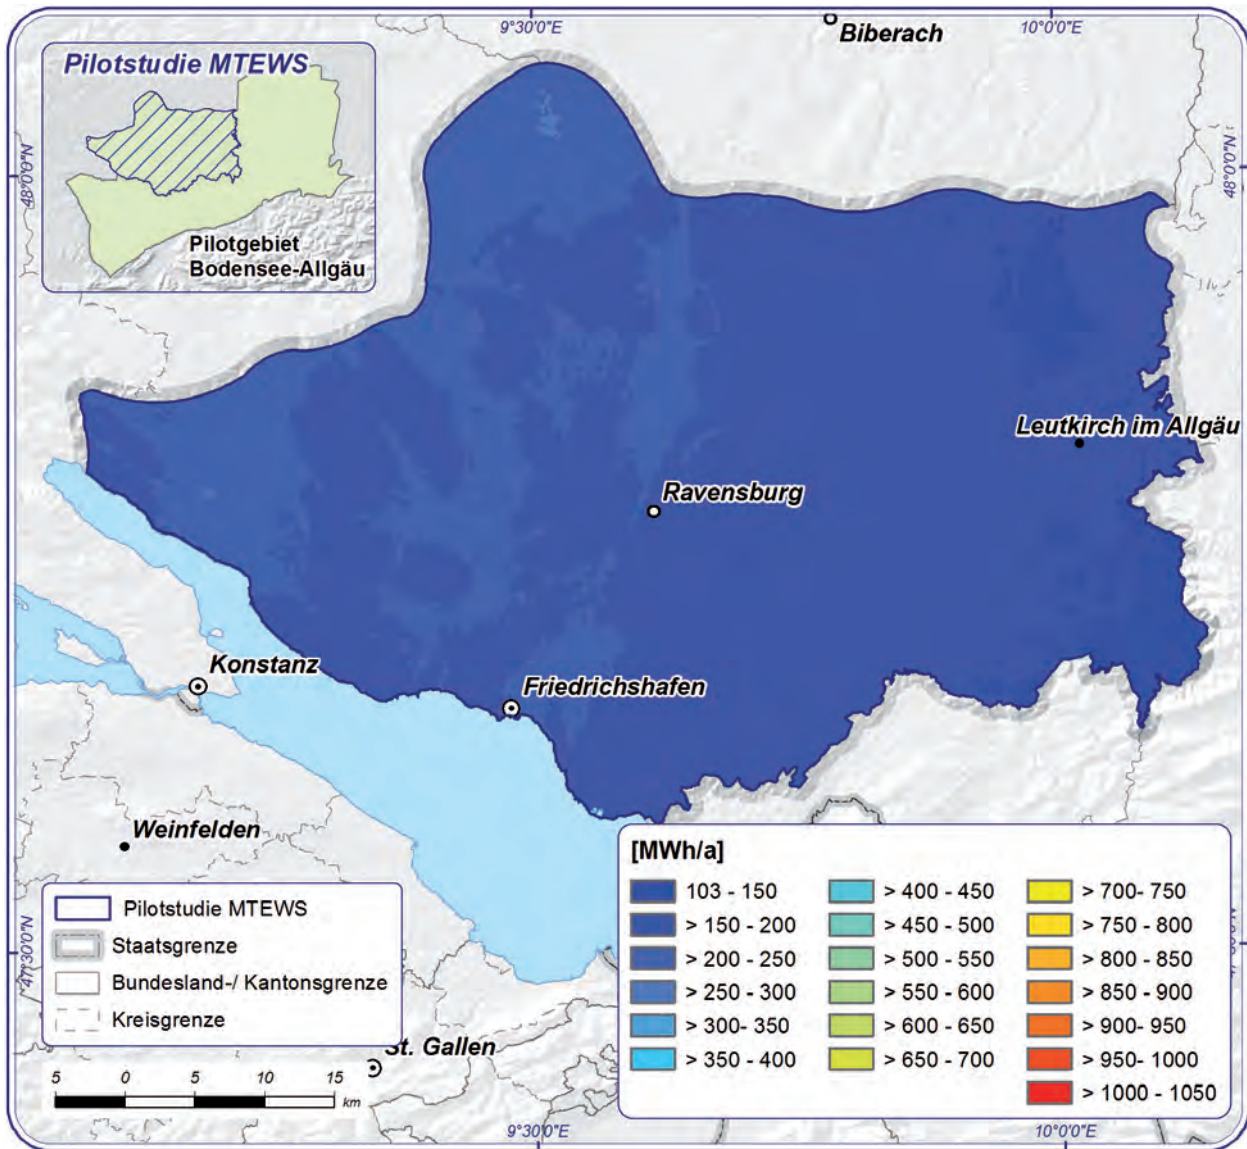 9°30'0"E
10°0'0"E
Biberach
Pilotstudie MTEWS
Pilotgebiet
Bodensee-Allgäu
48°0'0"N
48°0'0"N
Leutkirch im Allgäu
Ravensburg
Konstanz
Friedrichshafen
Weinfelden
St. Gallen
47°30'0"N
Pilotstudie MTEWS
Staatsgrenze
Bundesland-/ Kantonsgrenze
Kreisgrenze
5 0 5 10 15
km
[MWh/a]
103 - 150
> 150 - 200
> 200 - 250
> 250 - 300
> 300- 350
> 350 - 400
> 400 - 450
> 450 - 500
> 500 - 550
> 550 - 600
> 600 - 650
> 650 - 700
> 700- 750
> 750 - 800
> 800 - 850
> 850 - 900
> 900- 950
> 950- 1000
> 1000 - 1050
9°30'0"E
10°0'0"E